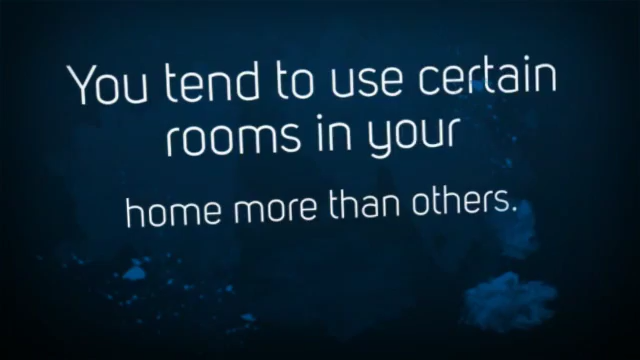 You tend to use certain
rooms in your
home more than others.